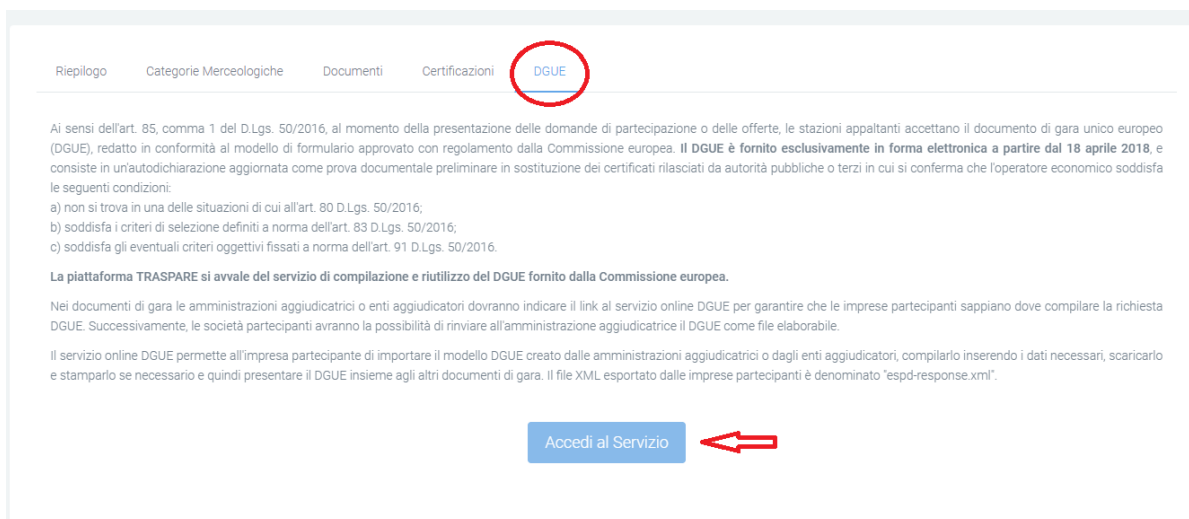 Riepilogo Categorie Merceologiche Documenti Certificazioni DGUE
Ai sensi dell'art. 85, comma 1 del D.Lgs. 50/2016, al momento della presentazione delle domande di partecipazione o delle offerte, le stazioni appaltanti accettano il documento di gara unico europeo
(DGUE), redatto in conformità al modello di formulario approvato con regolamento dalla Commissione europea. Il DGUE è fornito esclusivamente in forma elettronica a partire dal 18 aprile 2018, e
consiste in un'autodichiarazione aggiornata come prova documentale preliminare in sostituzione dei certificati rilasciati da autorità pubbliche o terzi in cui si conferma che l'operatore economico soddisfa
le seguenti condizioni:
a) non si trova in una delle situazioni di cui all'art. 80 D.Lgs. 50/2016;
b) soddisfa i criteri di selezione definiti a norma dell'art. 83 D.Lgs. 50/2016;
c) soddisfa gli eventuali criteri oggettivi fissati a norma dell'art. 91 D.Lgs. 50/2016.
La piattaforma TRASPARE si avvale del servizio di compilazione e riutilizzo del DGUE fornito dalla Commissione europea.
Nei documenti di gara le amministrazioni aggiudicatrici o enti aggiudicatori dovranno indicare il link al servizio online DGUE per garantire che le imprese partecipanti sappiano dove compilare la richiesta
DGUE. Successivamente, le società partecipanti avranno la possibilità di rinviare all'amministrazione aggiudicatrice il DGUE come file elaborabile.
Il servizio online DGUE permette all'impresa partecipante di importare il modello DGUE creato dalle amministrazioni aggiudicatrici o dagli enti aggiudicatori, compilarlo inserendo i dati necessari, scaricarlo
e stamparlo se necessario e quindi presentare il DGUE insieme agli altri documenti di gara. Il file XML esportato dalle imprese partecipanti è denominato "espd-response.xml".
Accedi al Servizio